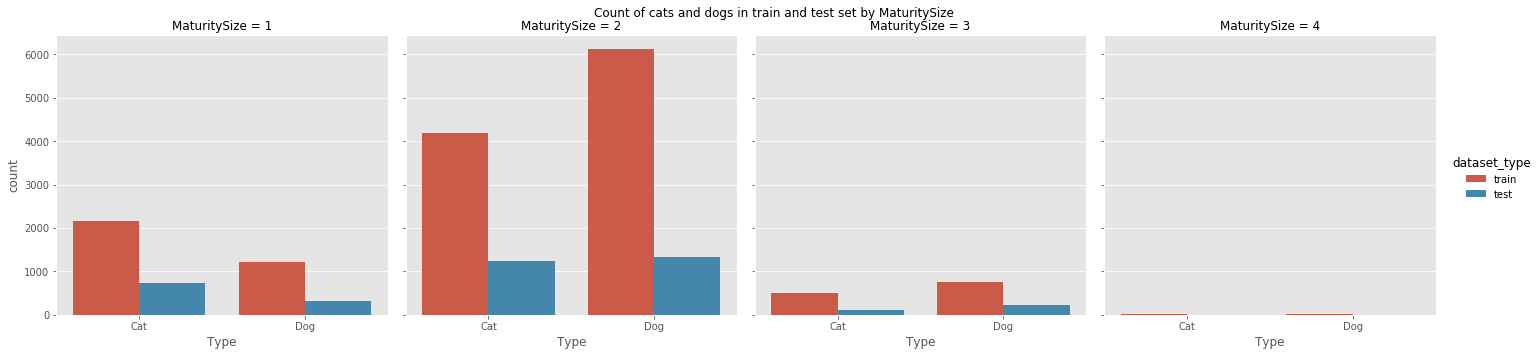 Count of cats and dogs in train and test set by MaturitySize
MaturitySize = 1
MaturitySize = 2
MaturitySize = 3
MaturitySize = 4
6000
5000
4000
3000
2000
1000
0
count
Cat
Dog
Cat
Dog
Cat
Dog
Cat
Dog
Type
Type
Type
Type
dataset_type
train
test